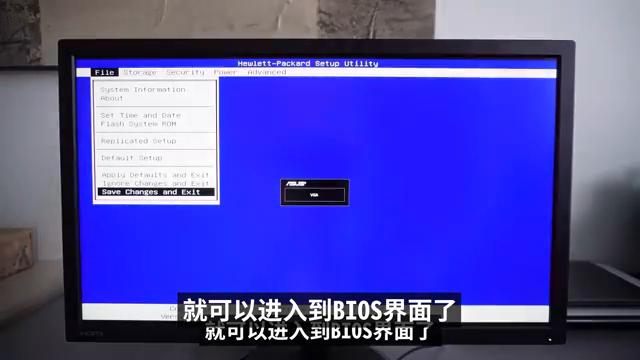 Hewlett-Packard Setup Utility
File Storage Security Power Advanced
System Information
About
Set Time and Date
Flash System ROM
Replicated Setup
Default Setup
Apply Defaults and Exit
Ignore Changes and Exit
Save Changes and Exit
ASUS
VGA
HDMI
就可以进入到BIOS界面了
就可以进入到BIOS界面了